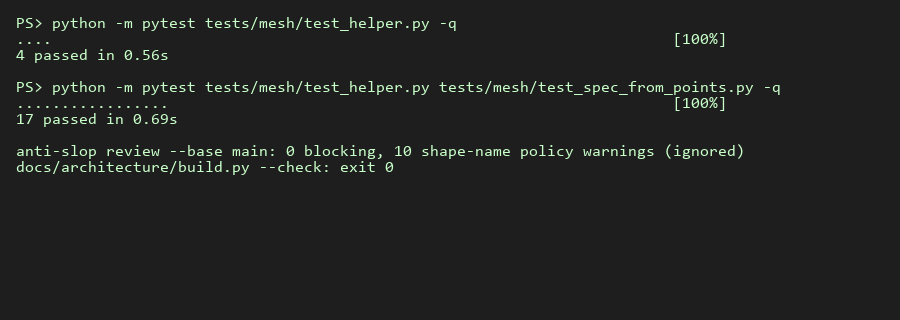 PS> python -m pytest tests/mesh/test_helper.py -q
.... [100%]
4 passed in 0.56s
PS> python -m pytest tests/mesh/test_helper.py tests/mesh/test_spec_from_points.py -q
................. [100%]
17 passed in 0.69s
anti-slop review --base main: 0 blocking, 10 shape-name policy warnings (ignored)
docs/architecture/build.py --check: exit 0